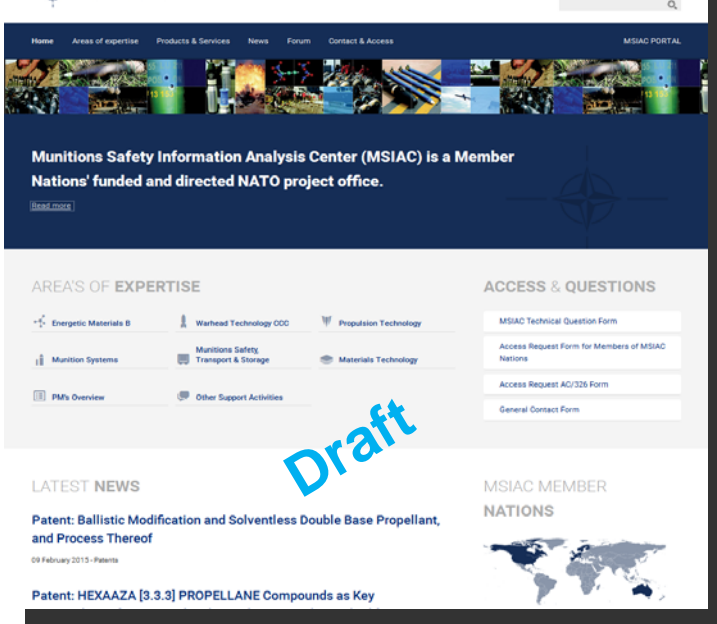 Home Areas of expertise Products & Services News Forum Contact & Access MSIAC PORTAL
Munitions Safety Information Analysis Center (MSIAC) is a Member
Nations' funded and directed NATO project office.
Read more
AREA'S OF EXPERTISE
Energetic Materials B Warhead Technology CCC Propulsion Technology
Munition Systems Munitions Safety, Transport & Storage Materials Technology
PM's Overview Other Support Activities
ACCESS & QUESTIONS
MSIAC Technical Question Form
Access Request Form for Members of MSIAC
Nations
Access Request AC/326 Form
General Contact Form
Draft
LATEST NEWS
Patent: Ballistic Modification and Solventless Double Base Propellant,
and Process Thereof
09 February 2015 - Patents
Patent: HEXAAZA [3.3.3] PROPELLANE Compounds as Key
MSIAC MEMBER
NATIONS